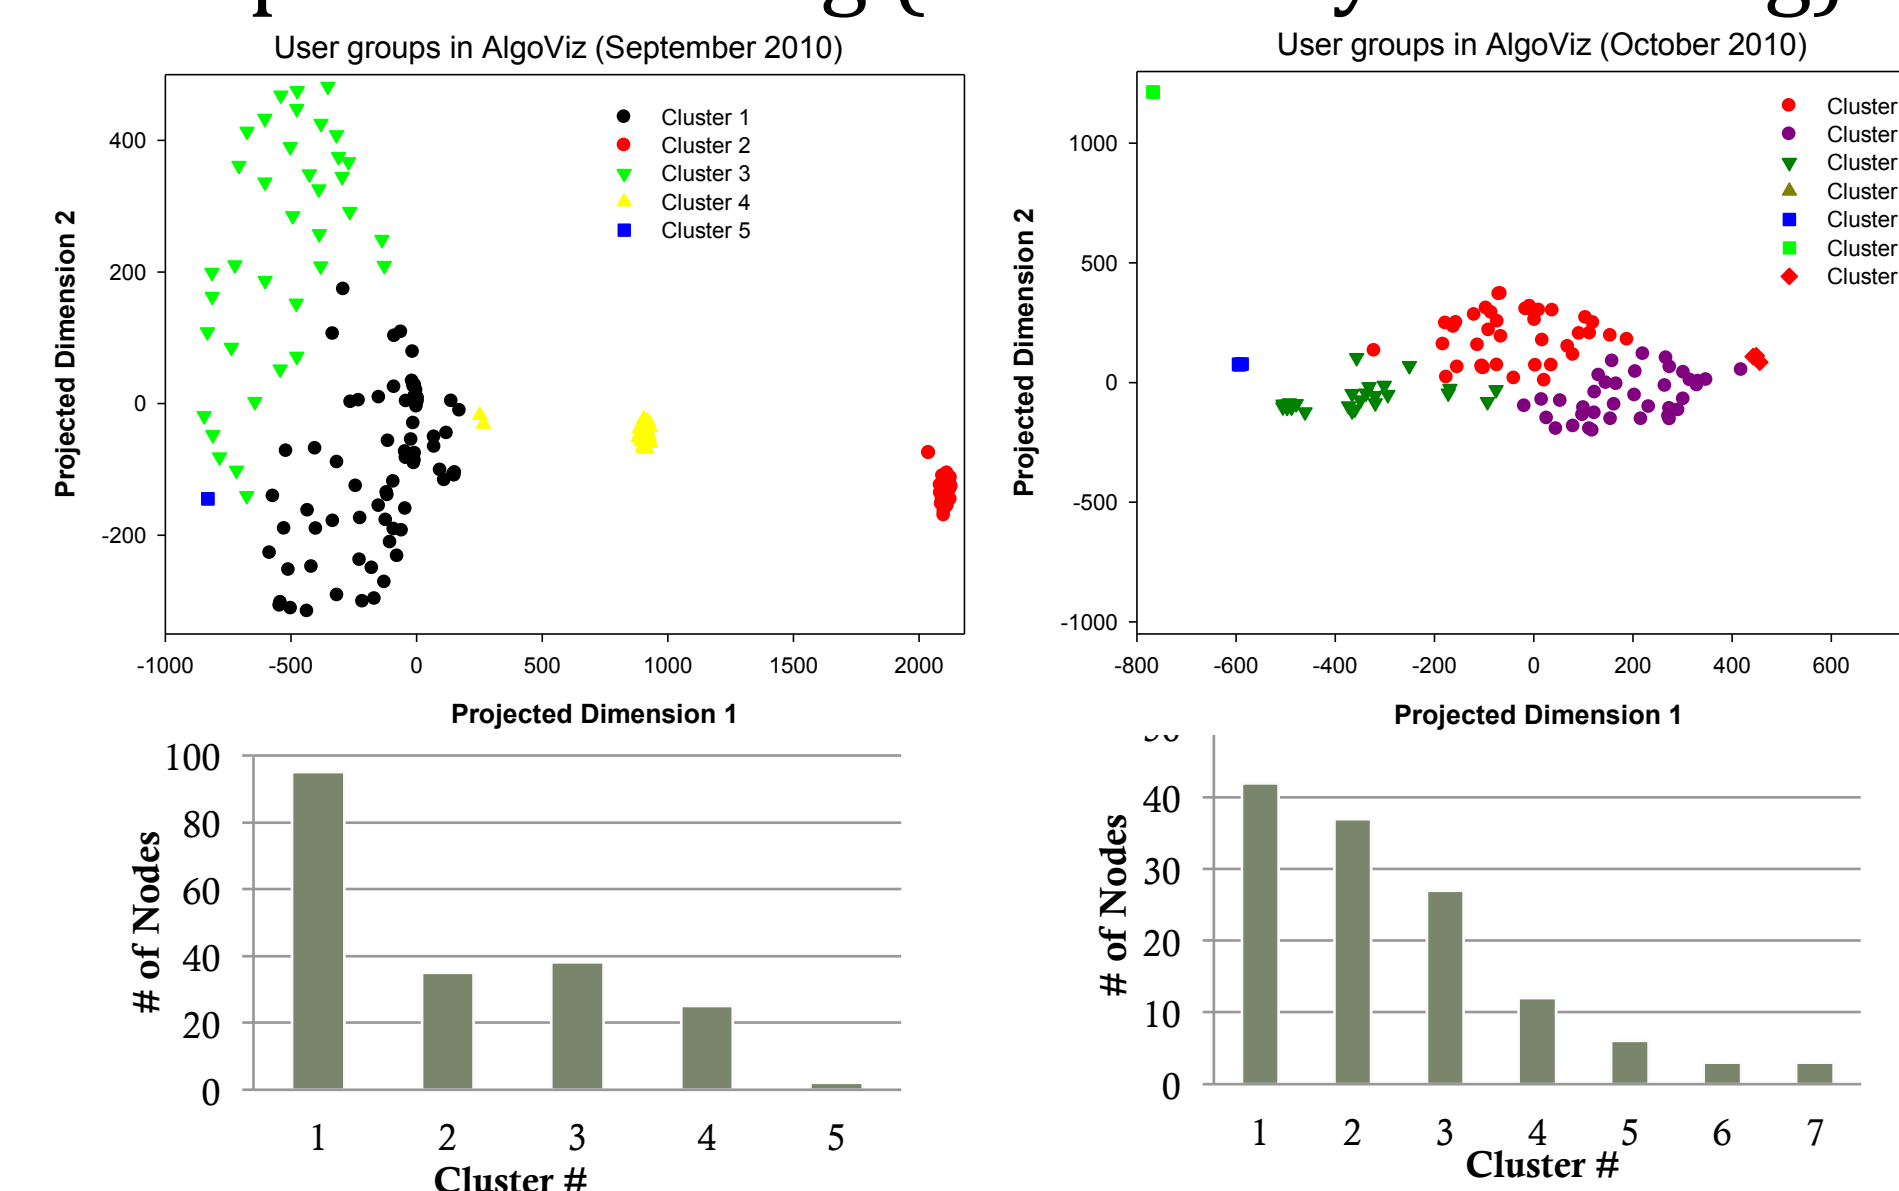 User groups in AlgoViz (September 2010)
Cluster 1
Cluster 2
Cluster 3
Cluster 4
Cluster 5
400
200
0
-200
Projected Dimension 2
-1000 -500 0 500 1000 1500 2000
Projected Dimension 1
User groups in AlgoViz (October 2010)
Cluster
Cluster
Cluster
Cluster
Cluster
Cluster
Cluster
1000
500
0
-500
-1000
Projected Dimension 2
-800 -600 -400 -200 0 200 400 600
Projected Dimension 1
100
80
60
40
20
0
# of Nodes
1 2 3 4 5
Cluster #
40
30
20
10
0
# of Nodes
1 2 3 4 5 6 7
Cluster #